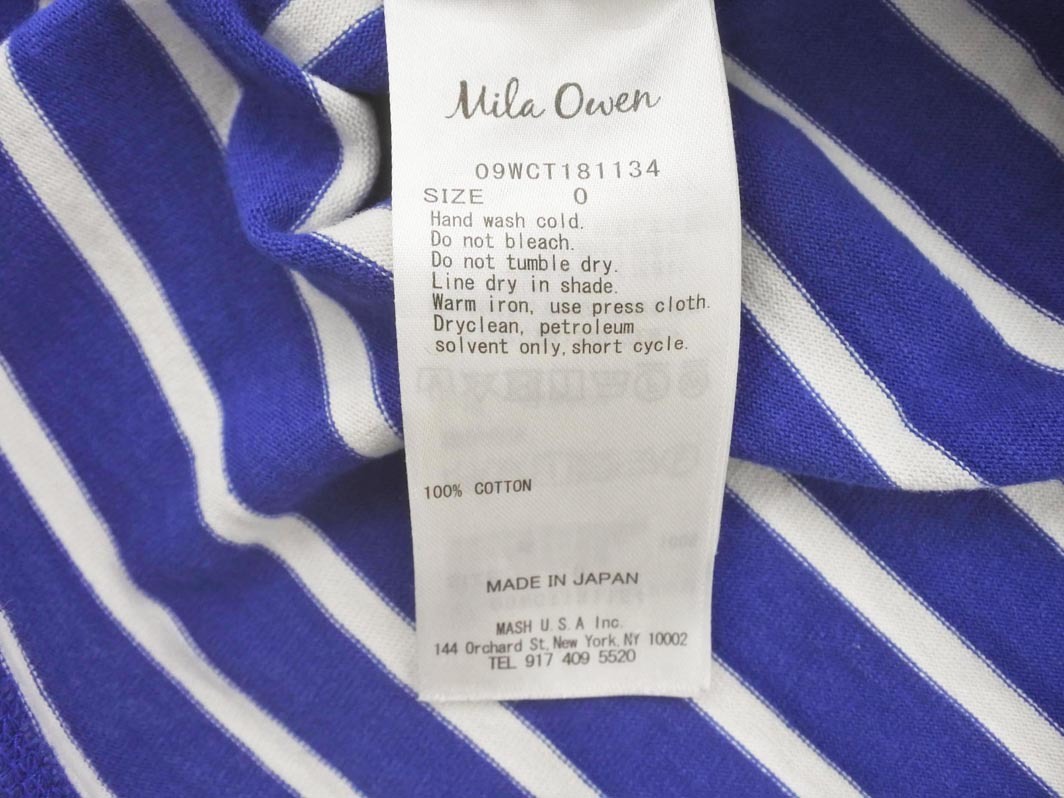 Mila Owen
09WCT181134
SIZE 0
Hand wash cold.
Do not bleach.
Do not tumble dry.
Line dry in shade.
Warm iron, use press cloth.
Dryclean, petroleum
solvent only, short cycle.
100% COTTON
MADE IN JAPAN
MASH U.S.A Inc.
144 Orchard St, New York, NY 10002
TEL 917 409 5520